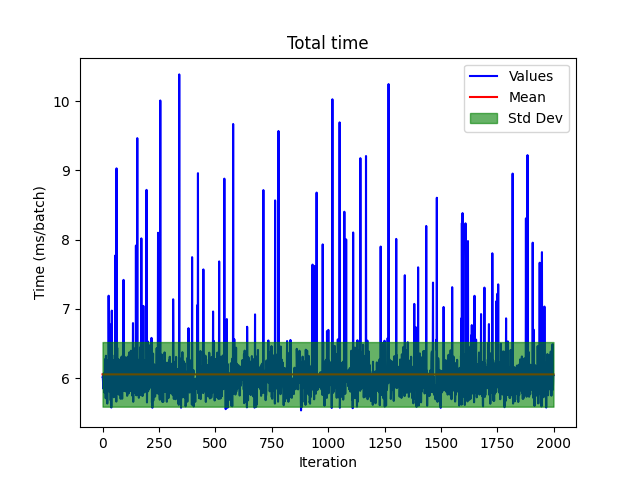 Total time
Values
Mean
Std Dev
Time (ms/batch)
10
9
8
7
6
0 250 500 750 1000 1250 1500 1750 2000
Iteration